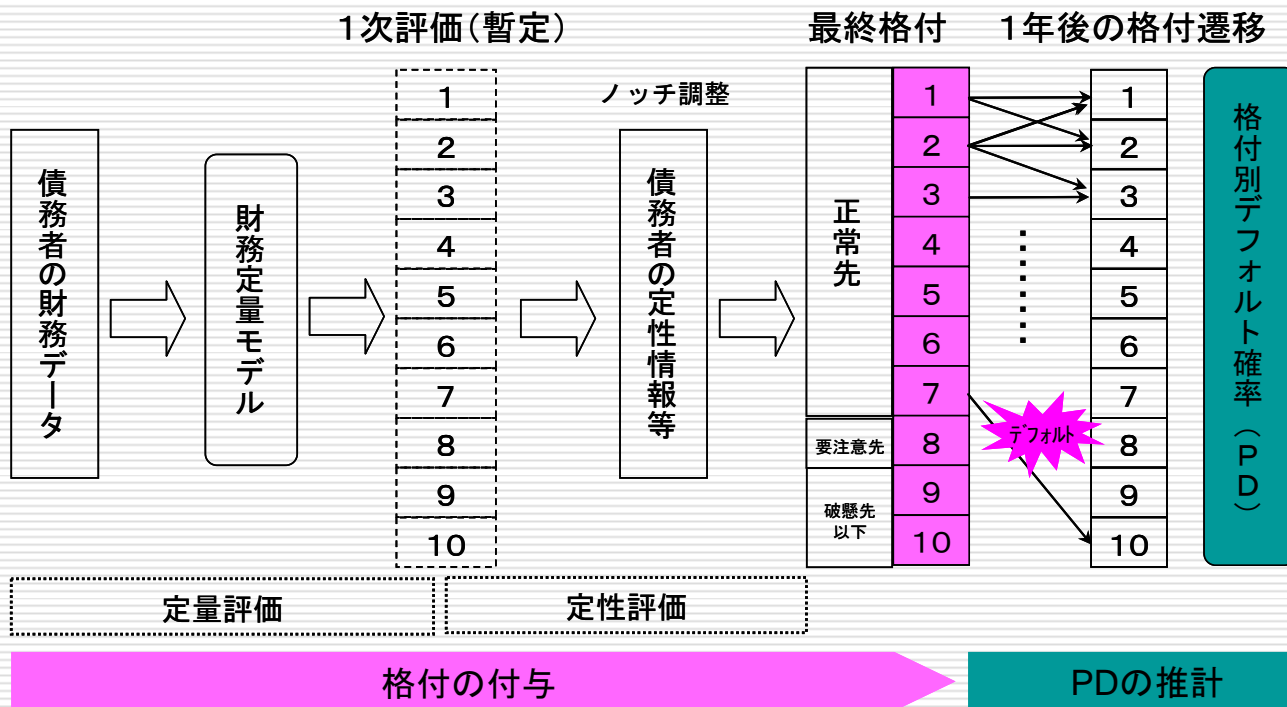 1次評価(暫定)
最終格付
1年後の格付遷移
債務者の財務データ
財務定量モデル
1
2
3
4
5
6
7
8
9
10
ノッチ調整
債務者の定性情報等
正常先
要注意先
破懸先
以下
1
2
3
4
5
6
7
8
9
10
デフォルト
1
2
3
4
5
6
7
8
9
10
格付別デフォルト確率(PD)
定量評価
定性評価
格付の付与
PDの推計